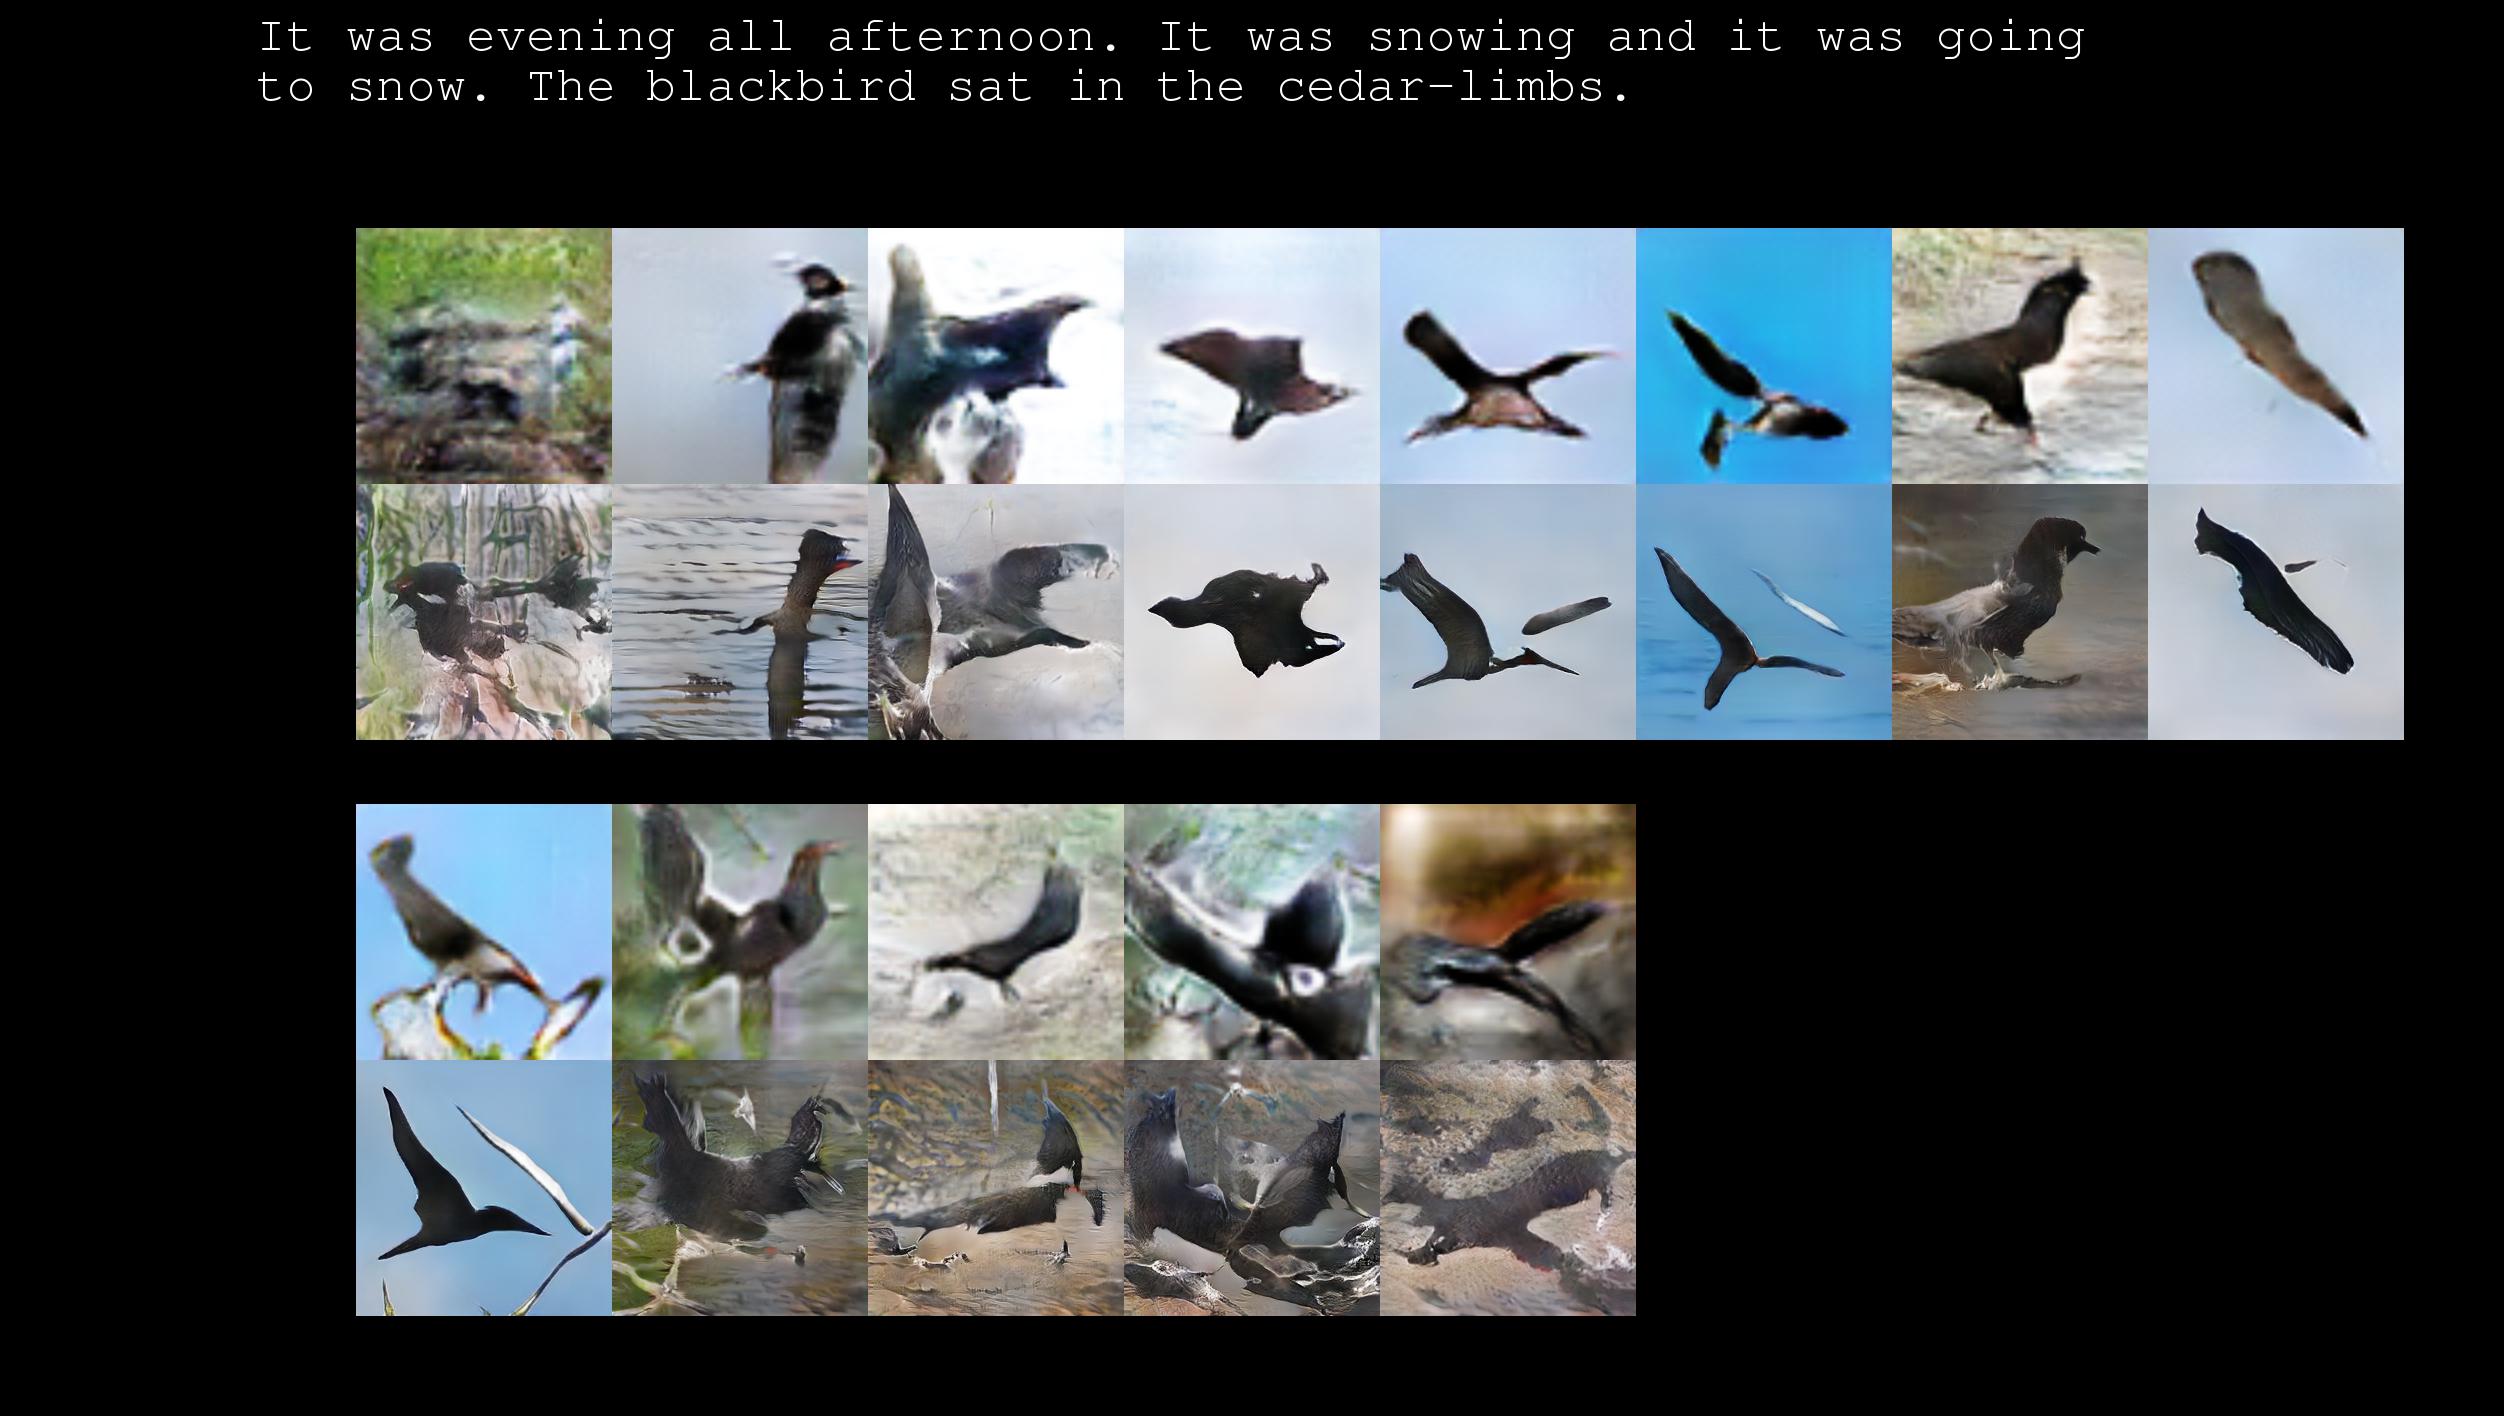 It was evening all afternoon. It was snowing and it was going
to snow. The blackbird sat in the cedar-limbs.